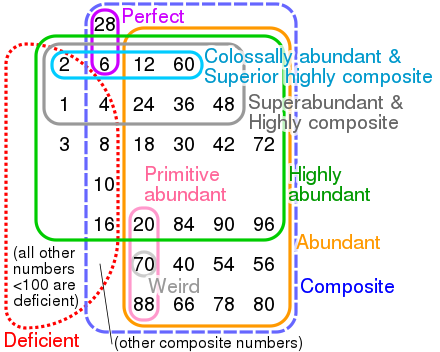 28 Perfect
2 6 12 60 Colossally abundant &
Superior highly composite
1 4 24 36 48 Superabundant &
Highly composite
3 8 18 30 42 72
10 Primitive
abundant
Highly
abundant
16 20 84 90 96
Abundant
(all other
numbers
<100 are
deficient)
70 40 54 56
Weird
Composite
88 66 78 80
Deficient
(other composite numbers)